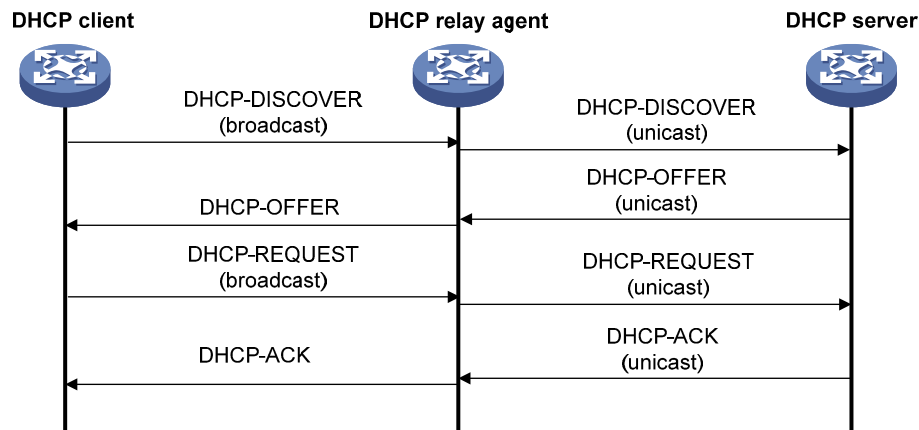 DHCP client
DHCP relay agent
DHCP server
DHCP-DISCOVER
(broadcast)
DHCP-DISCOVER
(unicast)
DHCP-OFFER
(unicast)
DHCP-OFFER
DHCP-REQUEST
(broadcast)
DHCP-REQUEST
(unicast)
DHCP-ACK
(unicast)
DHCP-ACK